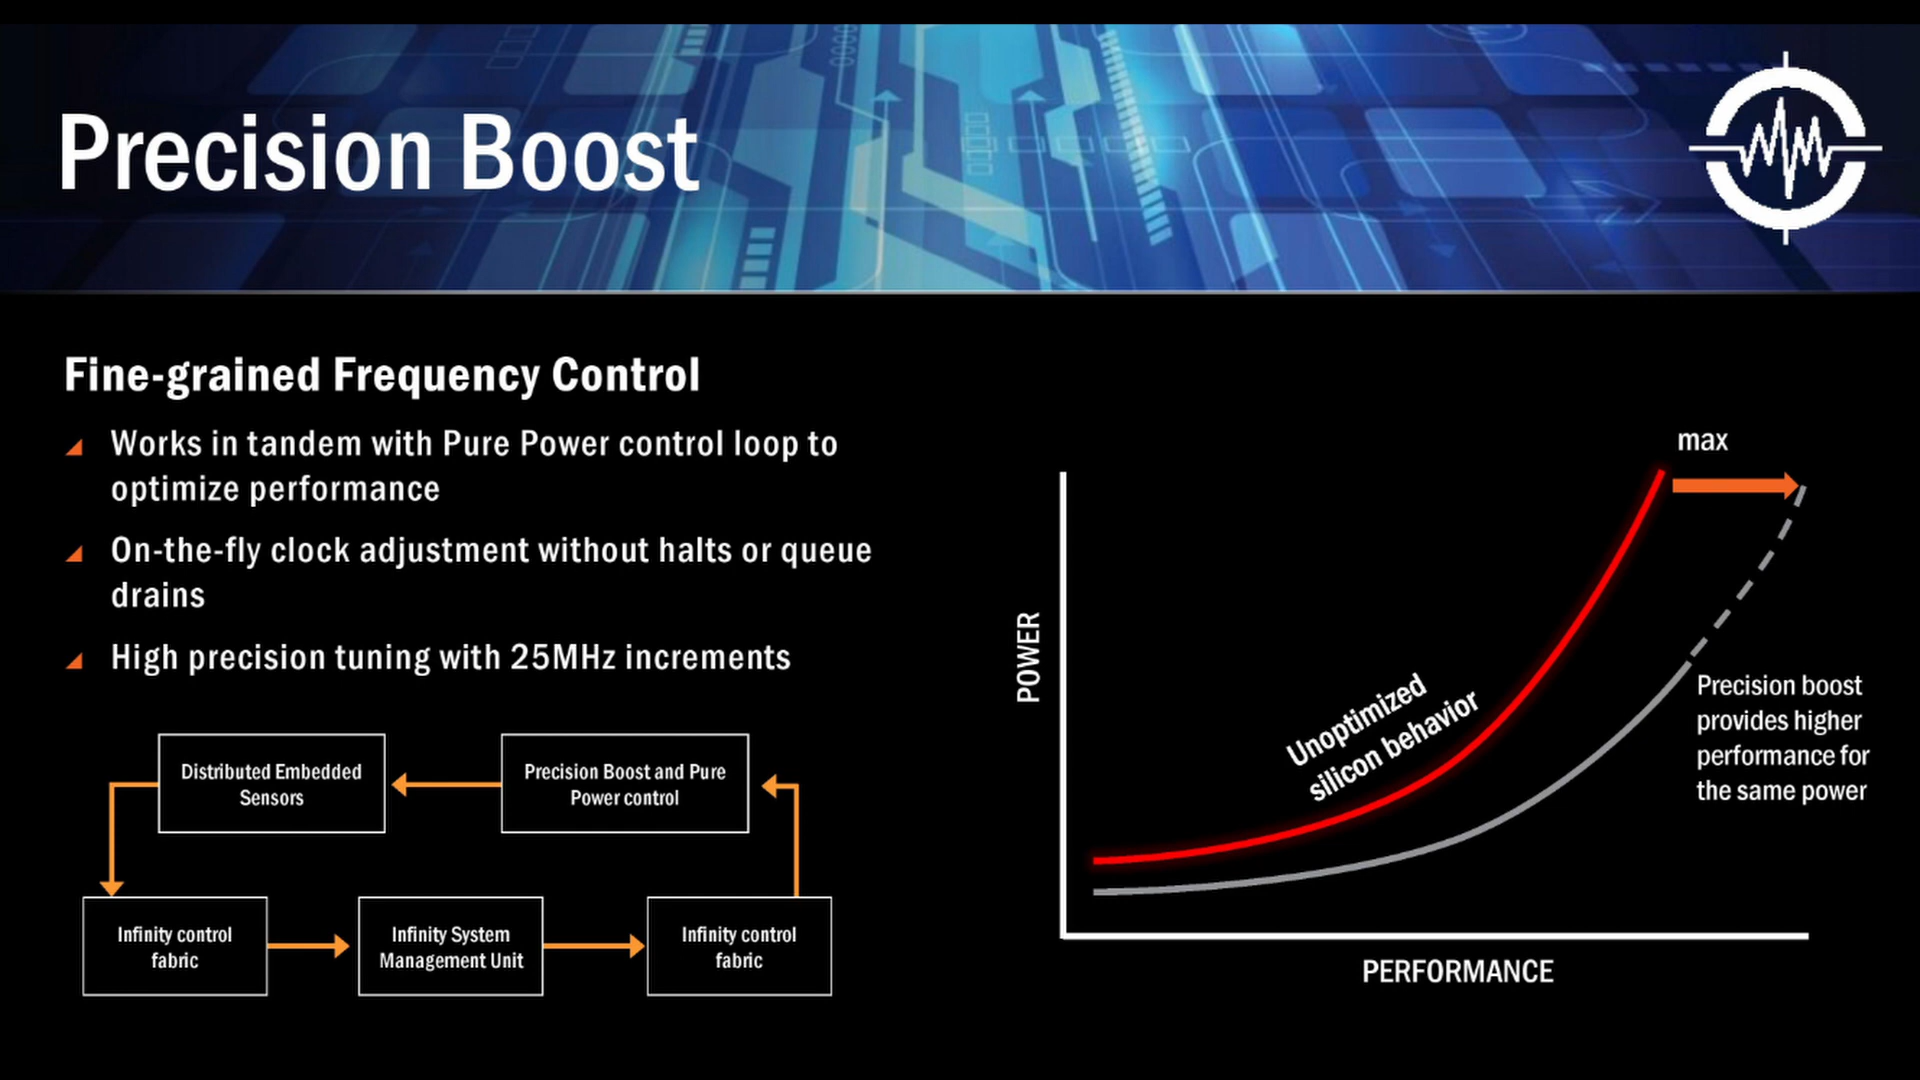 Precision Boost
Fine-grained Frequency Control
Works in tandem with Pure Power control loop to
optimize performance
On-the-fly clock adjustment without halts or queue
drains
High precision tuning with 25MHz increments
Distributed Embedded
Sensors
Precision Boost and Pure
Power control
Infinity control
fabric
Infinity System
Management Unit
Infinity control
fabric
max
POWER
Unoptimized
silicon behavior
Precision boost
provides higher
performance for
the same power
PERFORMANCE